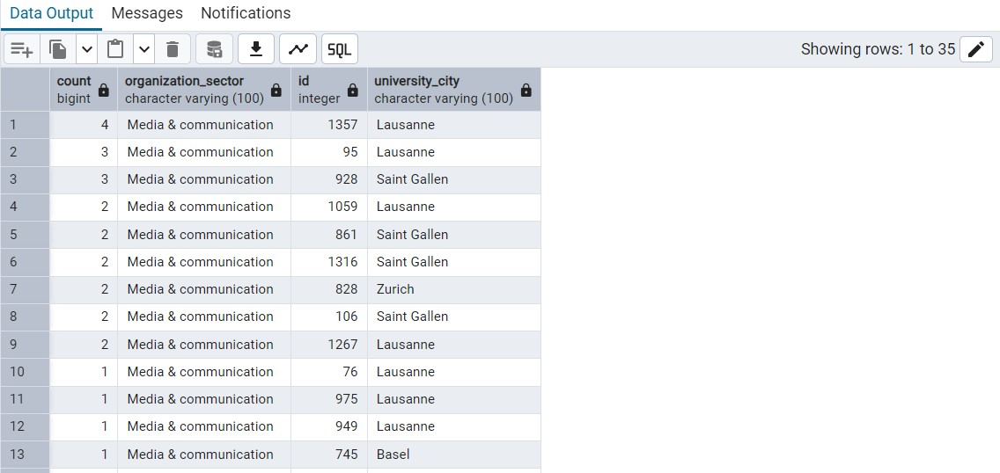 Data Output Messages Notifications
SQL Showing rows: 1 to 35
count organization_sector id university_city
bigint character varying (100) integer character varying (100)
1 4 Media & communication 1357 Lausanne
2 3 Media & communication 95 Lausanne
3 3 Media & communication 928 Saint Gallen
4 2 Media & communication 1059 Lausanne
5 2 Media & communication 861 Saint Gallen
6 2 Media & communication 1316 Saint Gallen
7 2 Media & communication 828 Zurich
8 2 Media & communication 106 Saint Gallen
9 2 Media & communication 1267 Lausanne
10 1 Media & communication 76 Lausanne
11 1 Media & communication 975 Lausanne
12 1 Media & communication 949 Lausanne
13 1 Media & communication 745 Basel